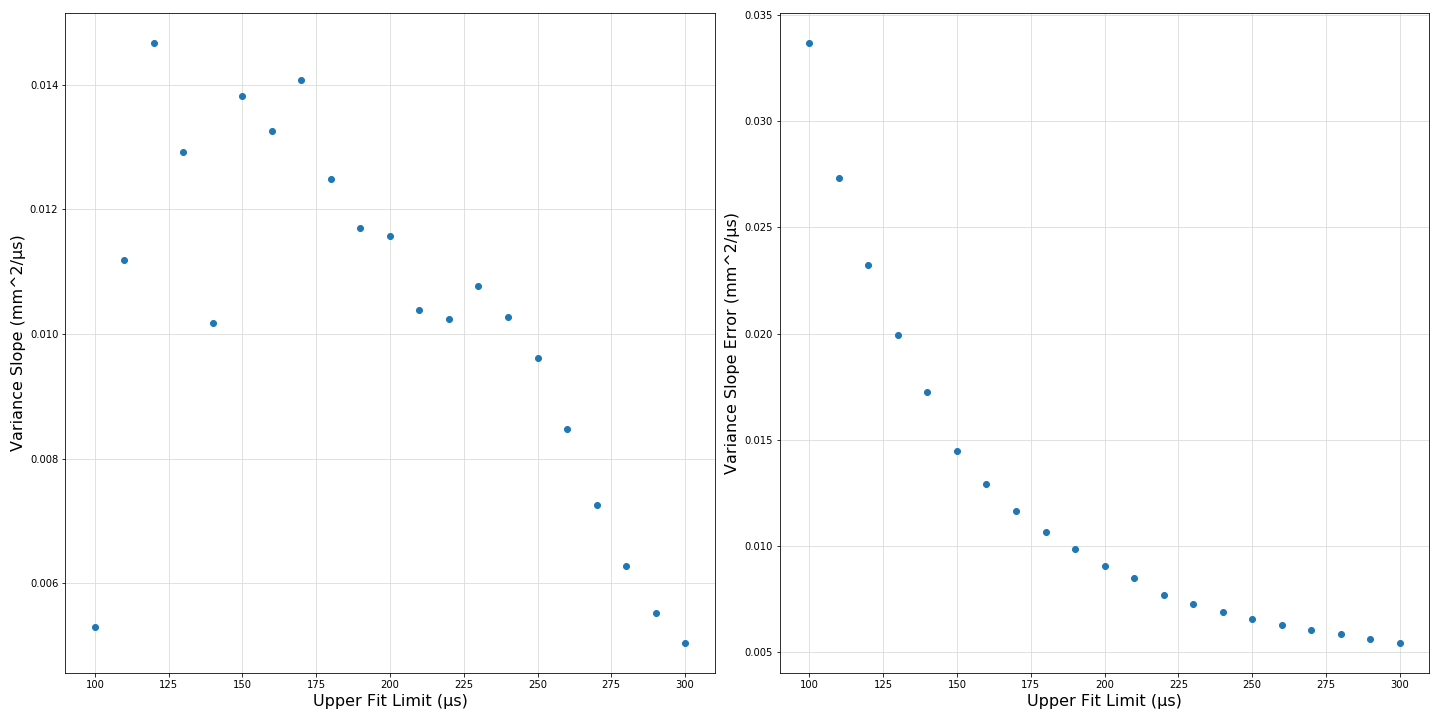 0.014
0.012
0.010
0.008
0.006
Variance Slope (mm^2/μs)
100 125 150 175 200 225 250 275 300
Upper Fit Limit (μs)
0.035
0.030
0.025
0.020
0.015
0.010
0.005
Variance Slope Error (mm^2/μs)
100 125 150 175 200 225 250 275 300
Upper Fit Limit (μs)